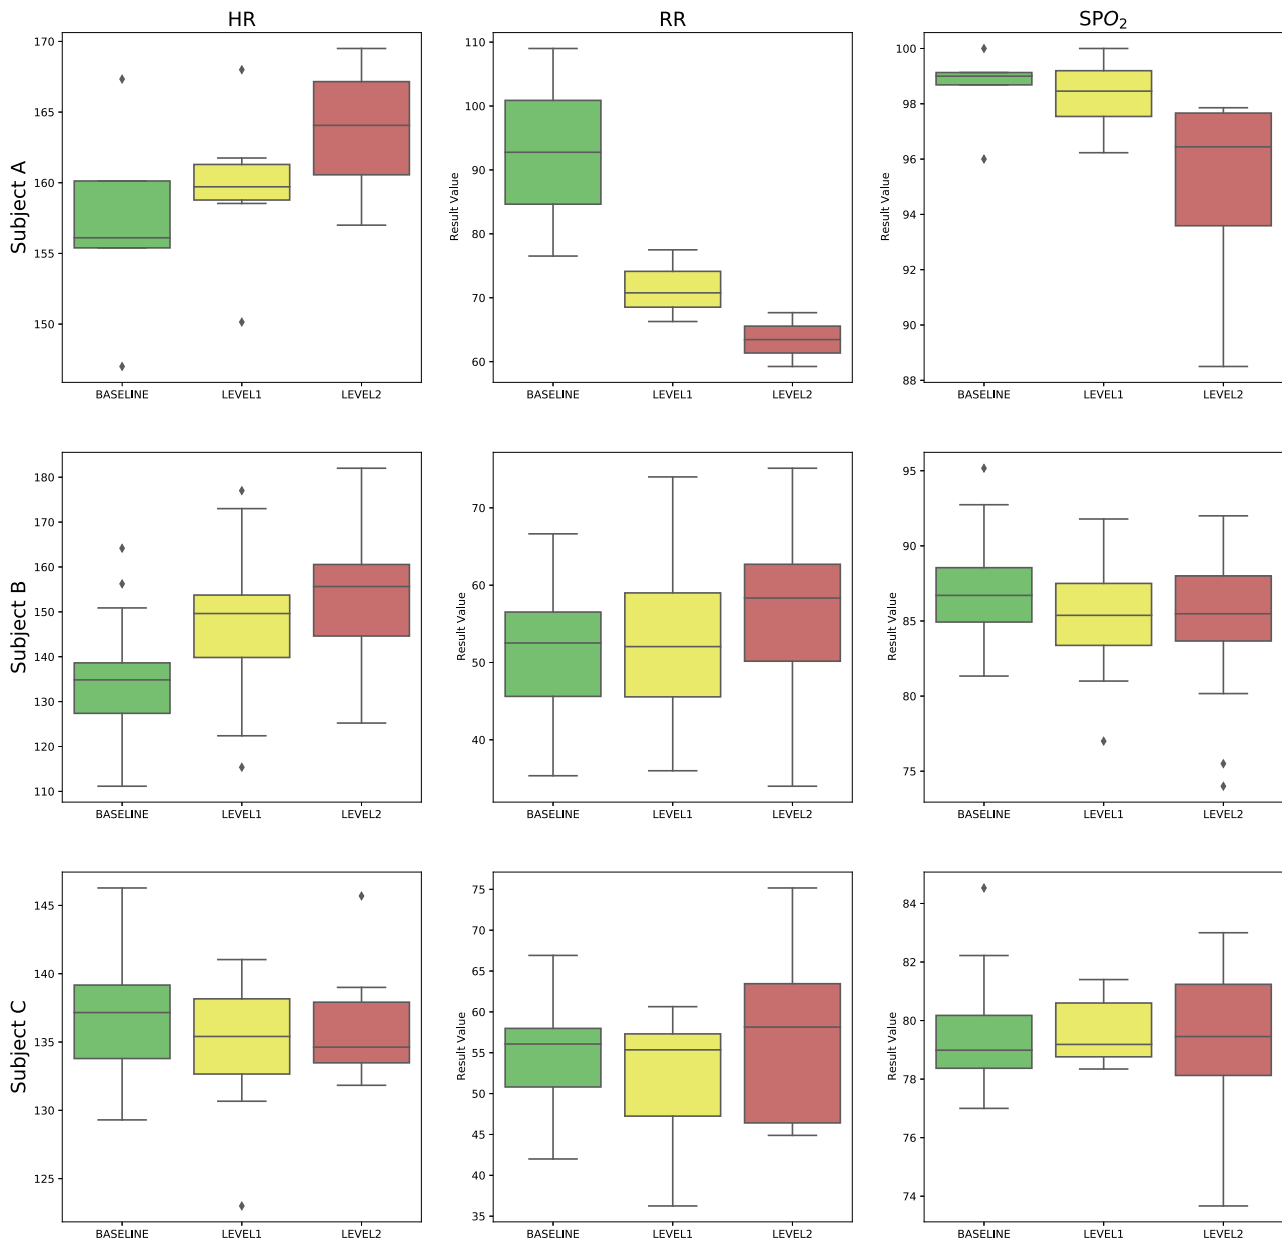 HR
RR
SPO₂
Subject A
170
165
160
155
150
BASELINE
LEVEL1
LEVEL2
Result Value
110
100
90
80
70
60
BASELINE
LEVEL1
LEVEL2
Result Value
100
98
96
94
92
90
88
BASELINE
LEVEL1
LEVEL2
Subject B
180
170
160
150
140
130
120
110
BASELINE
LEVEL1
LEVEL2
Result Value
70
60
50
40
BASELINE
LEVEL1
LEVEL2
Result Value
95
90
85
80
75
BASELINE
LEVEL1
LEVEL2
Subject C
145
140
135
130
125
BASELINE
LEVEL1
LEVEL2
Result Value
75
70
65
60
55
50
45
40
35
BASELINE
LEVEL1
LEVEL2
Result Value
84
82
80
78
76
74
BASELINE
LEVEL1
LEVEL2